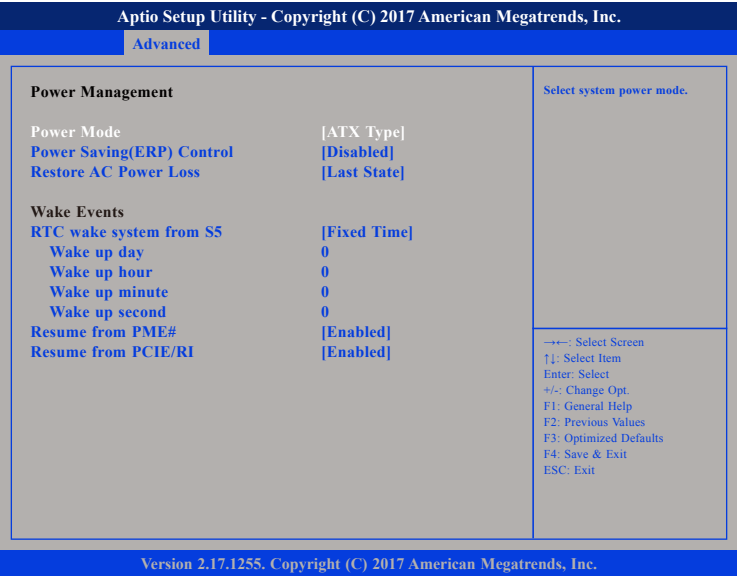 Aptio Setup Utility - Copyright (C) 2017 American Megatrends, Inc.
Advanced
Power Management
Power Mode [ATX Type]
Power Saving(ERP) Control [Disabled]
Restore AC Power Loss [Last State]
Wake Events
RTC wake system from S5 [Fixed Time]
Wake up day 0
Wake up hour 0
Wake up minute 0
Wake up second 0
Resume from PME# [Enabled]
Resume from PCIE/RI [Enabled]
Select system power mode.
→←: Select Screen
↑↓: Select Item
Enter: Select
+/-: Change Opt.
F1: General Help
F2: Previous Values
F3: Optimized Defaults
F4: Save & Exit
ESC: Exit
Version 2.17.1255. Copyright (C) 2017 American Megatrends, Inc.